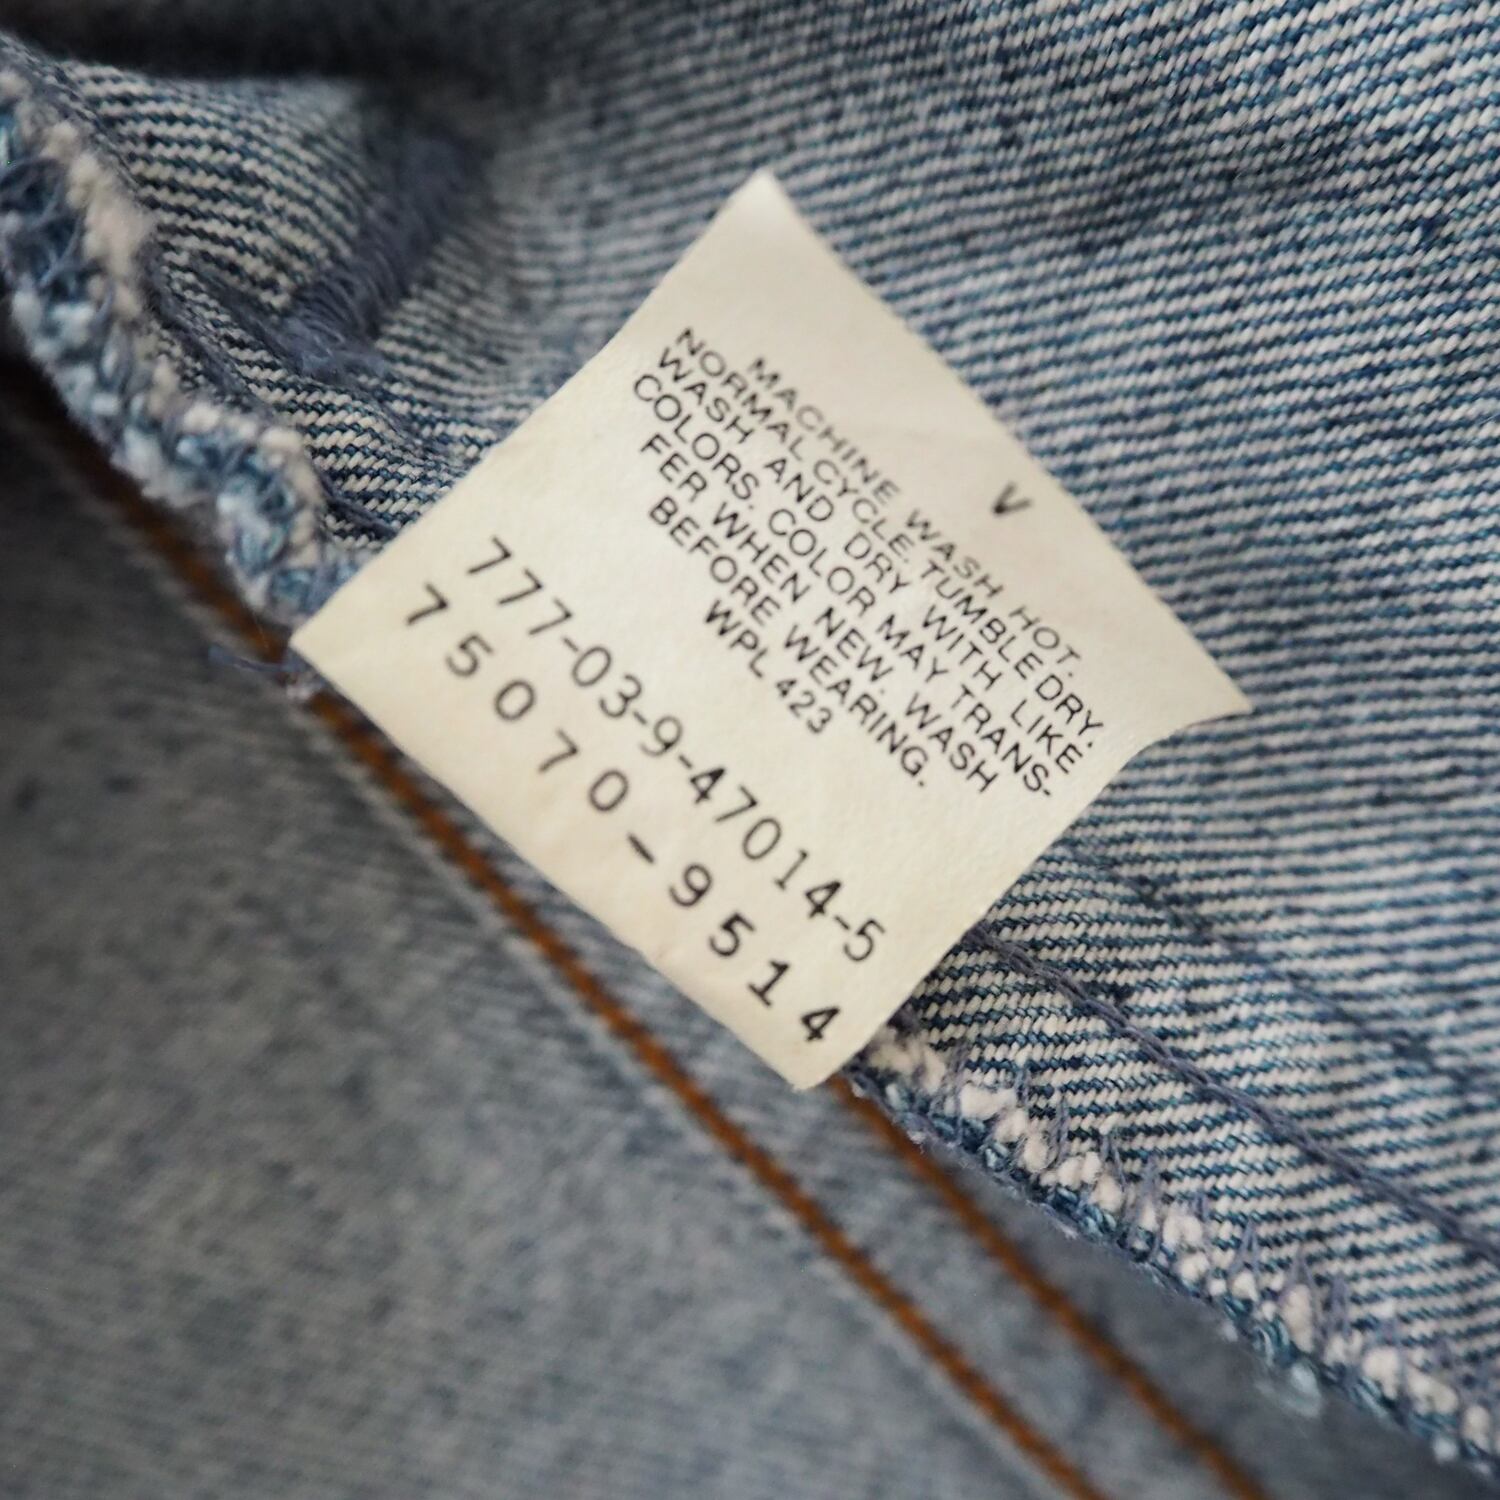 V
MACHINE WASH HOT.
NORMAL CYCLE. TUMBLE DRY.
WASH AND DRY WITH LIKE
COLORS. COLOR MAY TRANS-
FER WHEN NEW. WASH
BEFORE WEARING.
WPL 423
777-03-9-47014-5
75070-9514